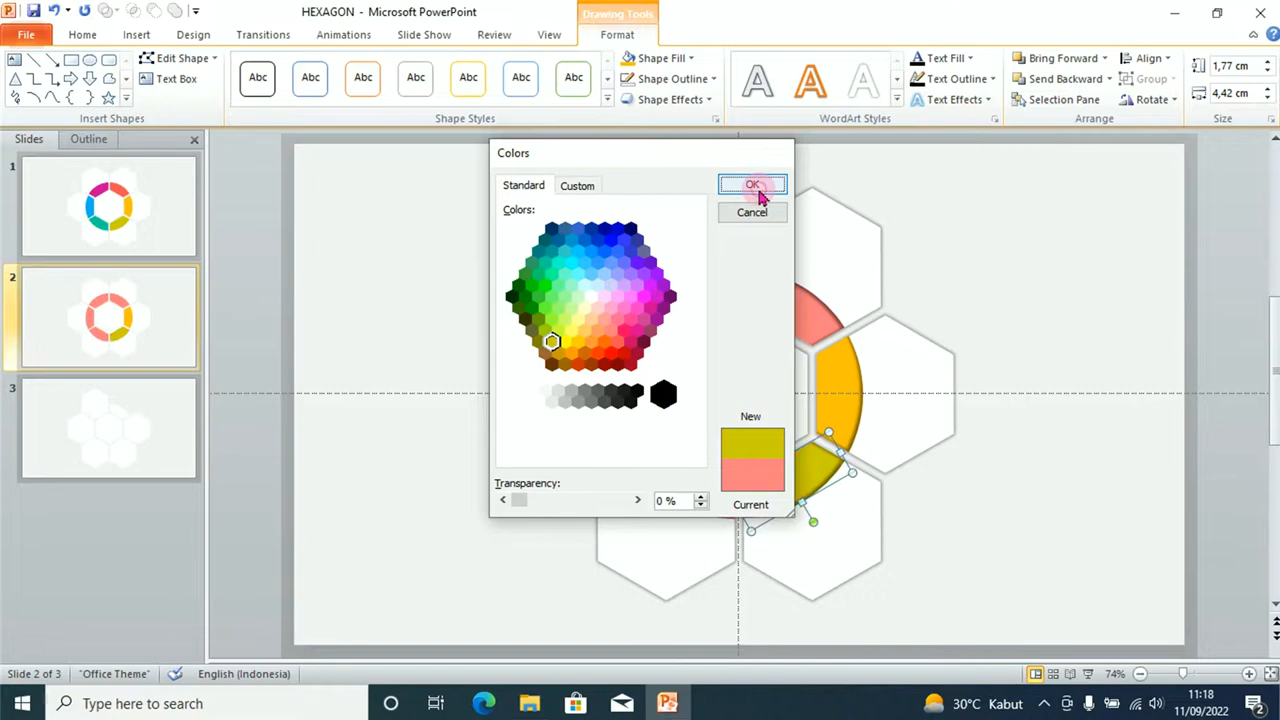 HEXAGON - Microsoft PowerPoint
Drawing Tools
File
Home
Insert
Design
Transitions
Animations
Slide Show
Review
View
Format
Edit Shape
Text Box
Insert Shapes
Abc Abc Abc Abc Abc Abc Abc
Shape Fill
Shape Outline
Shape Effects
Shape Styles
A A A
Text Fill
Text Outline
Text Effects
WordArt Styles
Bring Forward
Send Backward
Selection Pane
Align
Group
Rotate
Arrange
1,77 cm
4,42 cm
Size
Slides
Outline
1
2
3
Colors
Standard
Custom
OK
Cancel
Colors:
New
Current
Transparency:
0 %
Slide 2 of 3
"Office Theme"
English (Indonesia)
74%
Type here to search
30°C Kabut
11:18
11/09/2022
2